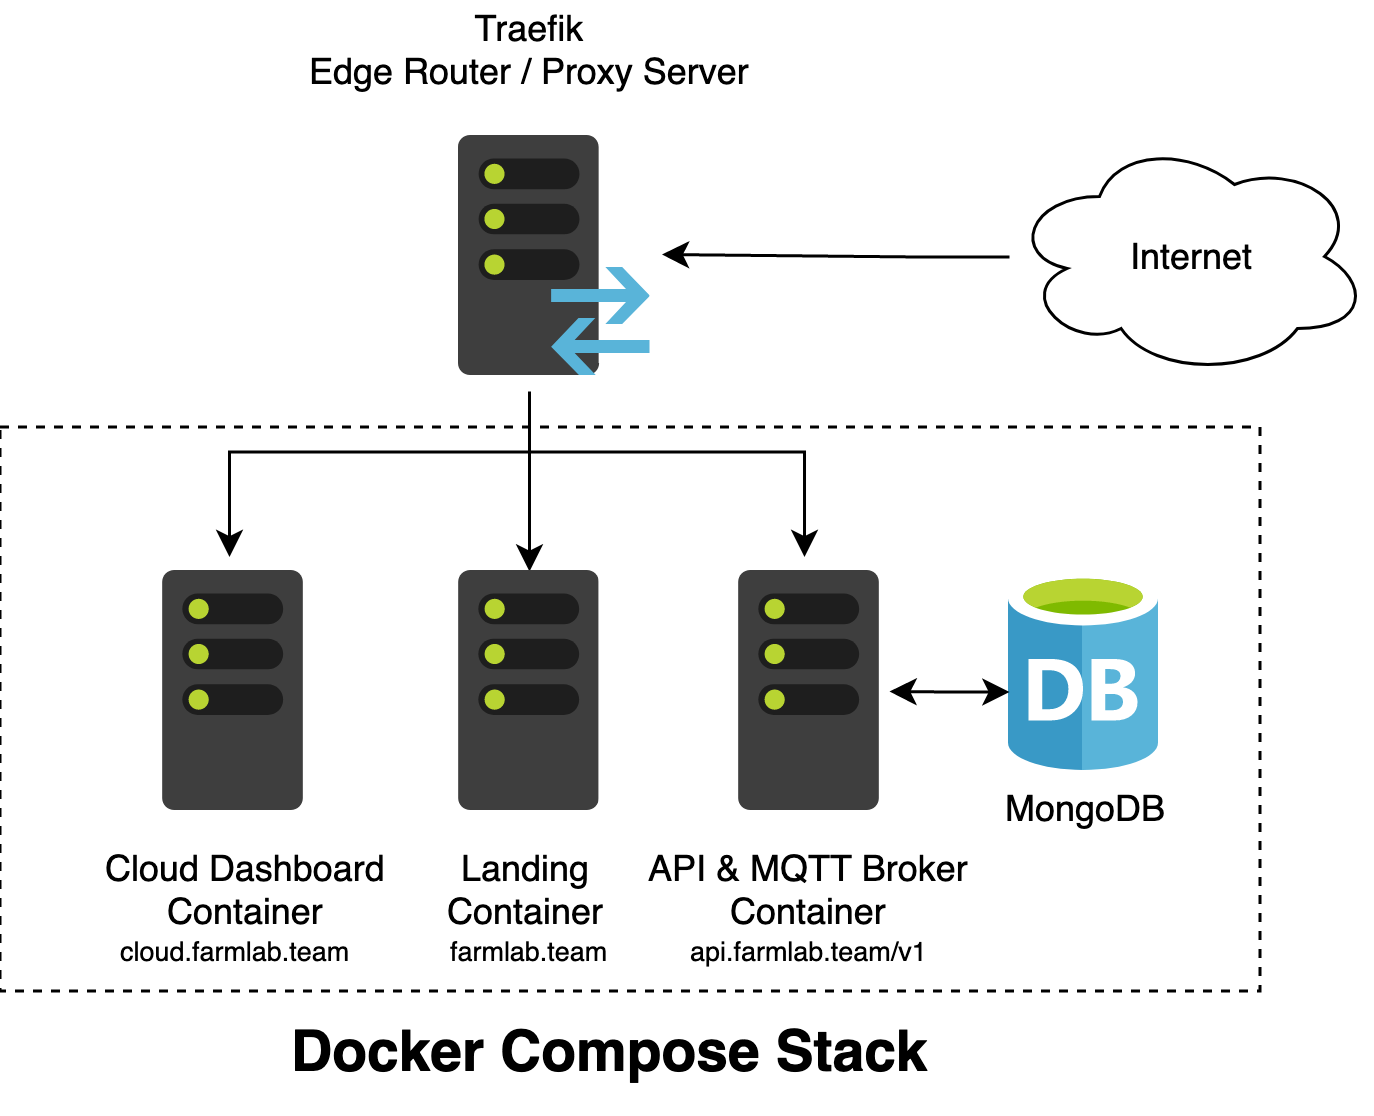 Traefik
Edge Router / Proxy Server
Internet
DB
MongoDB
Cloud Dashboard
Container
cloud.farmlab.team
Landing
Container
farmlab.team
API & MQTT Broker
Container
api.farmlab.team/v1
Docker Compose Stack